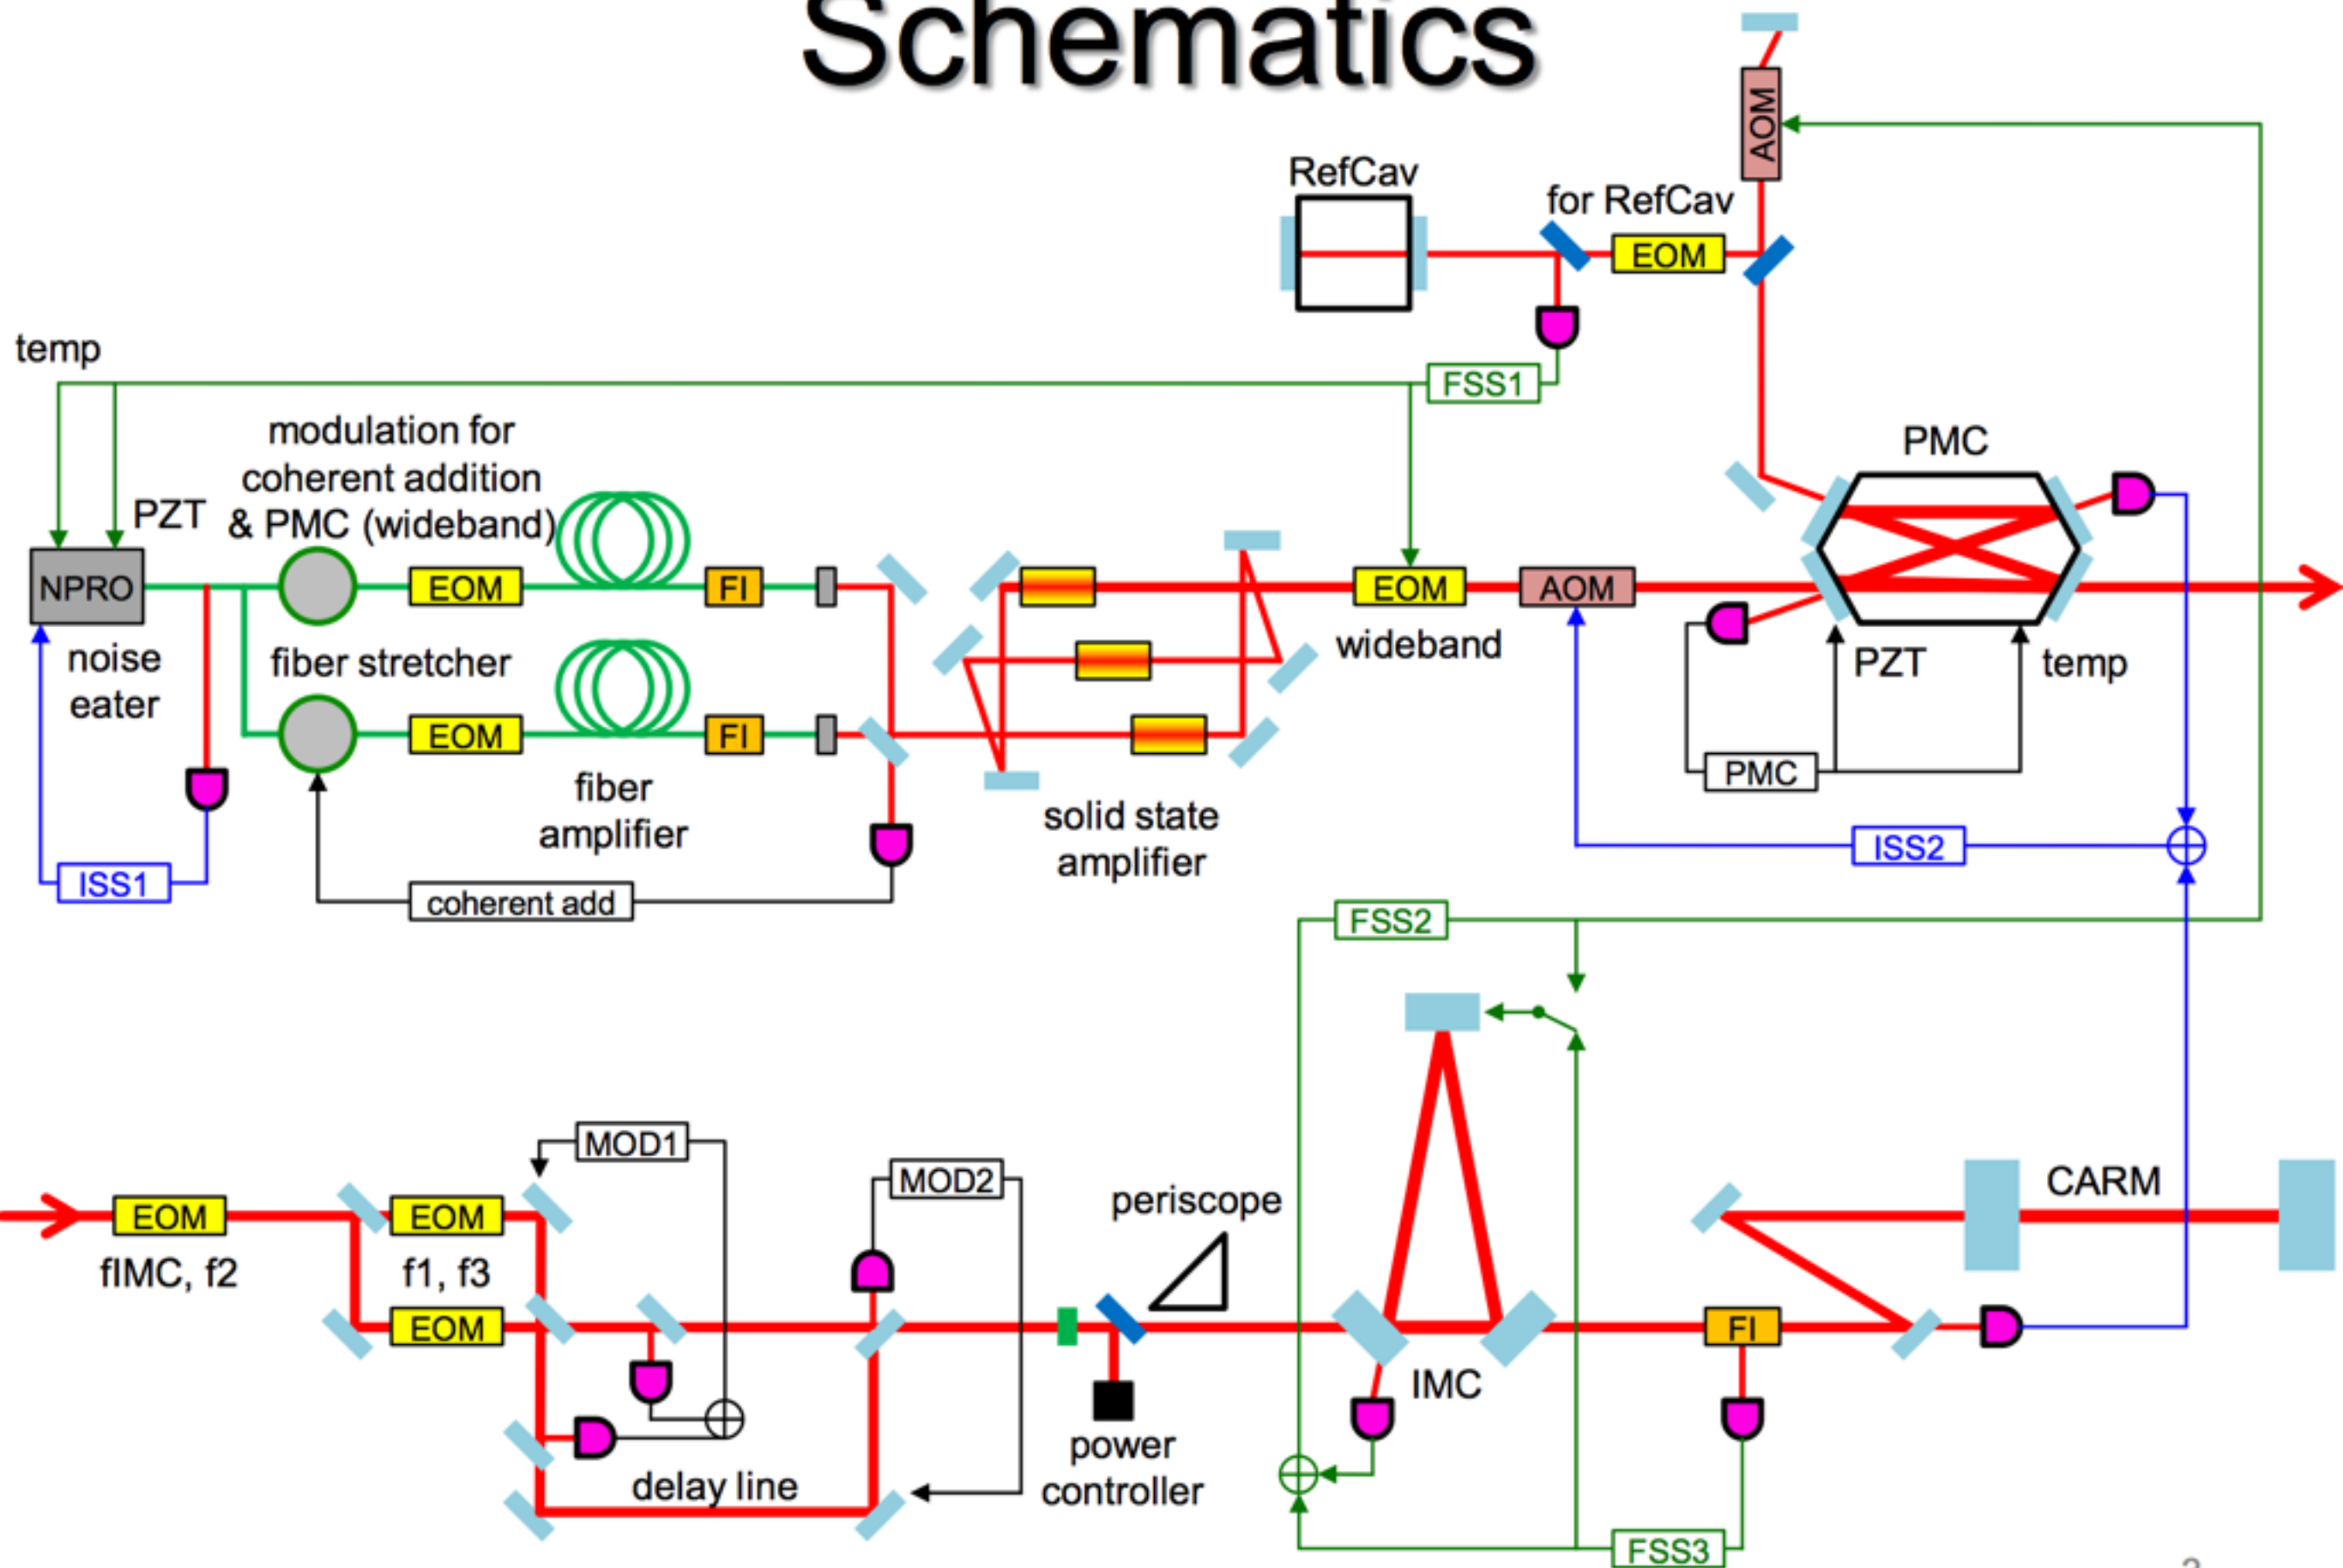 Schematics
AOM
RefCav
for RefCav
EOM
temp
FSS1
modulation for
coherent addition
& PMC (wideband)
PZT
PMC
NPRO
EOM
FI
EOM
AOM
noise
eater
fiber stretcher
wideband
PZT
temp
EOM
FI
PMC
fiber
amplifier
solid state
amplifier
ISS2
ISS1
coherent add
FSS2
MOD1
MOD2
periscope
CARM
EOM
EOM
fIMC, f2
f1, f3
EOM
FI
IMC
power
controller
delay line
FSS3